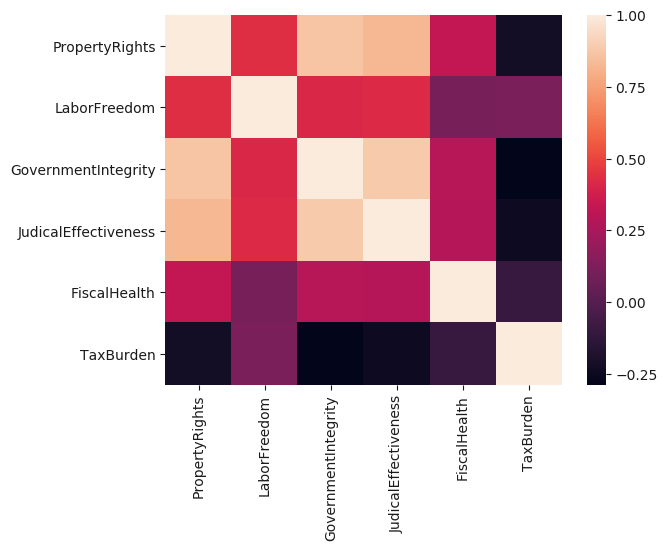 PropertyRights
LaborFreedom
GovernmentIntegrity
JudicalEffectiveness
FiscalHealth
TaxBurden
PropertyRights
LaborFreedom
GovernmentIntegrity
JudicalEffectiveness
FiscalHealth
TaxBurden
1.00
0.75
0.50
0.25
0.00
−0.25